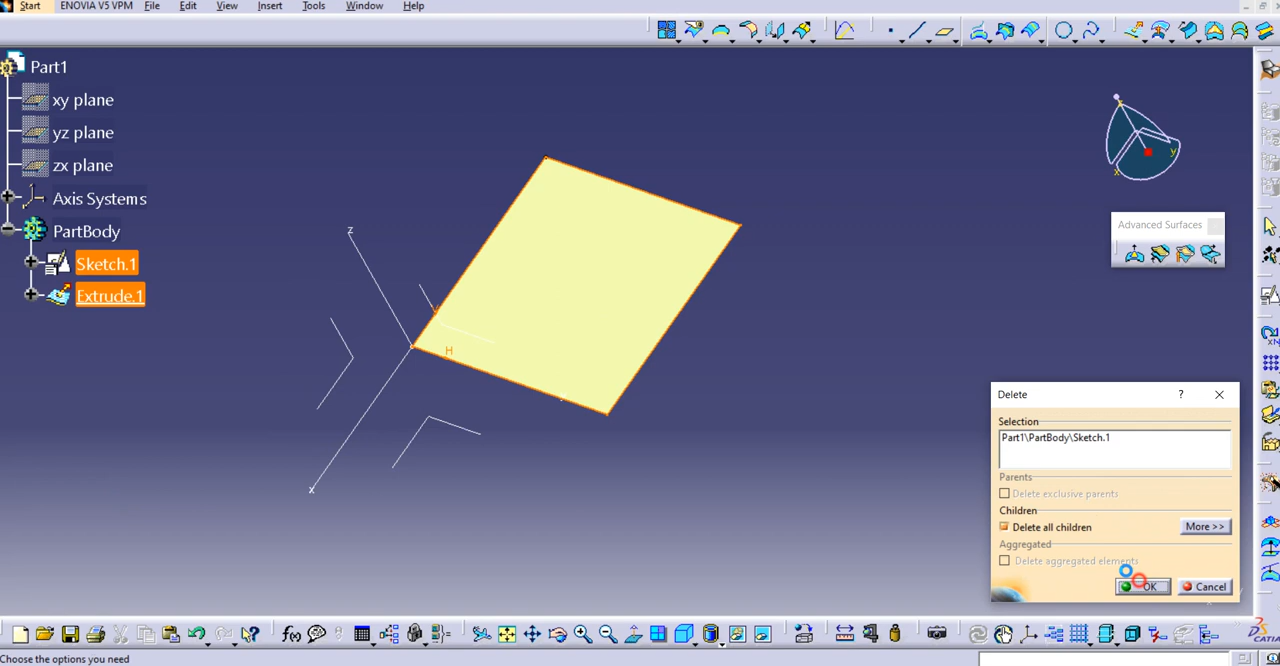 Start ENOVIA V5 VPM File Edit View Insert Tools Window Help
Part1
xy plane
yz plane
zx plane
Axis Systems
PartBody
Sketch.1
Extrude.1
z
V
H
x
z
y
x
Advanced Surfaces
Delete
?
Selection
Part1\PartBody\Sketch.1
Parents
Delete exclusive parents
Children
Delete all children More >>
Aggregated
Delete aggregated elements
OK Cancel
f(x)
CATIA
Choose the options you need